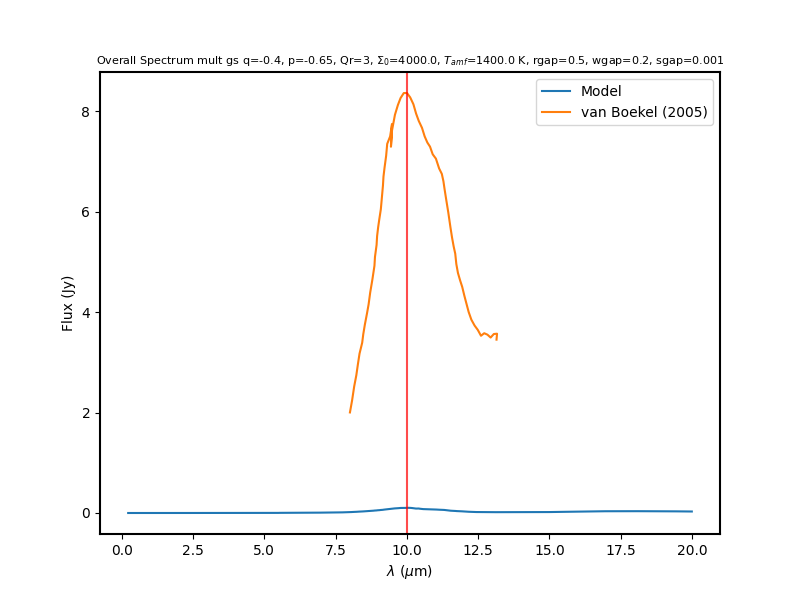 Overall Spectrum mult gs q=-0.4, p=-0.65, Qr=3, Σ₀=4000.0, T_amf=1400.0 K, rgap=0.5, wgap=0.2, sgap=0.001
Model
van Boekel (2005)
Flux (Jy)
8
6
4
2
0
0.0 2.5 5.0 7.5 10.0 12.5 15.0 17.5 20.0
λ (μm)